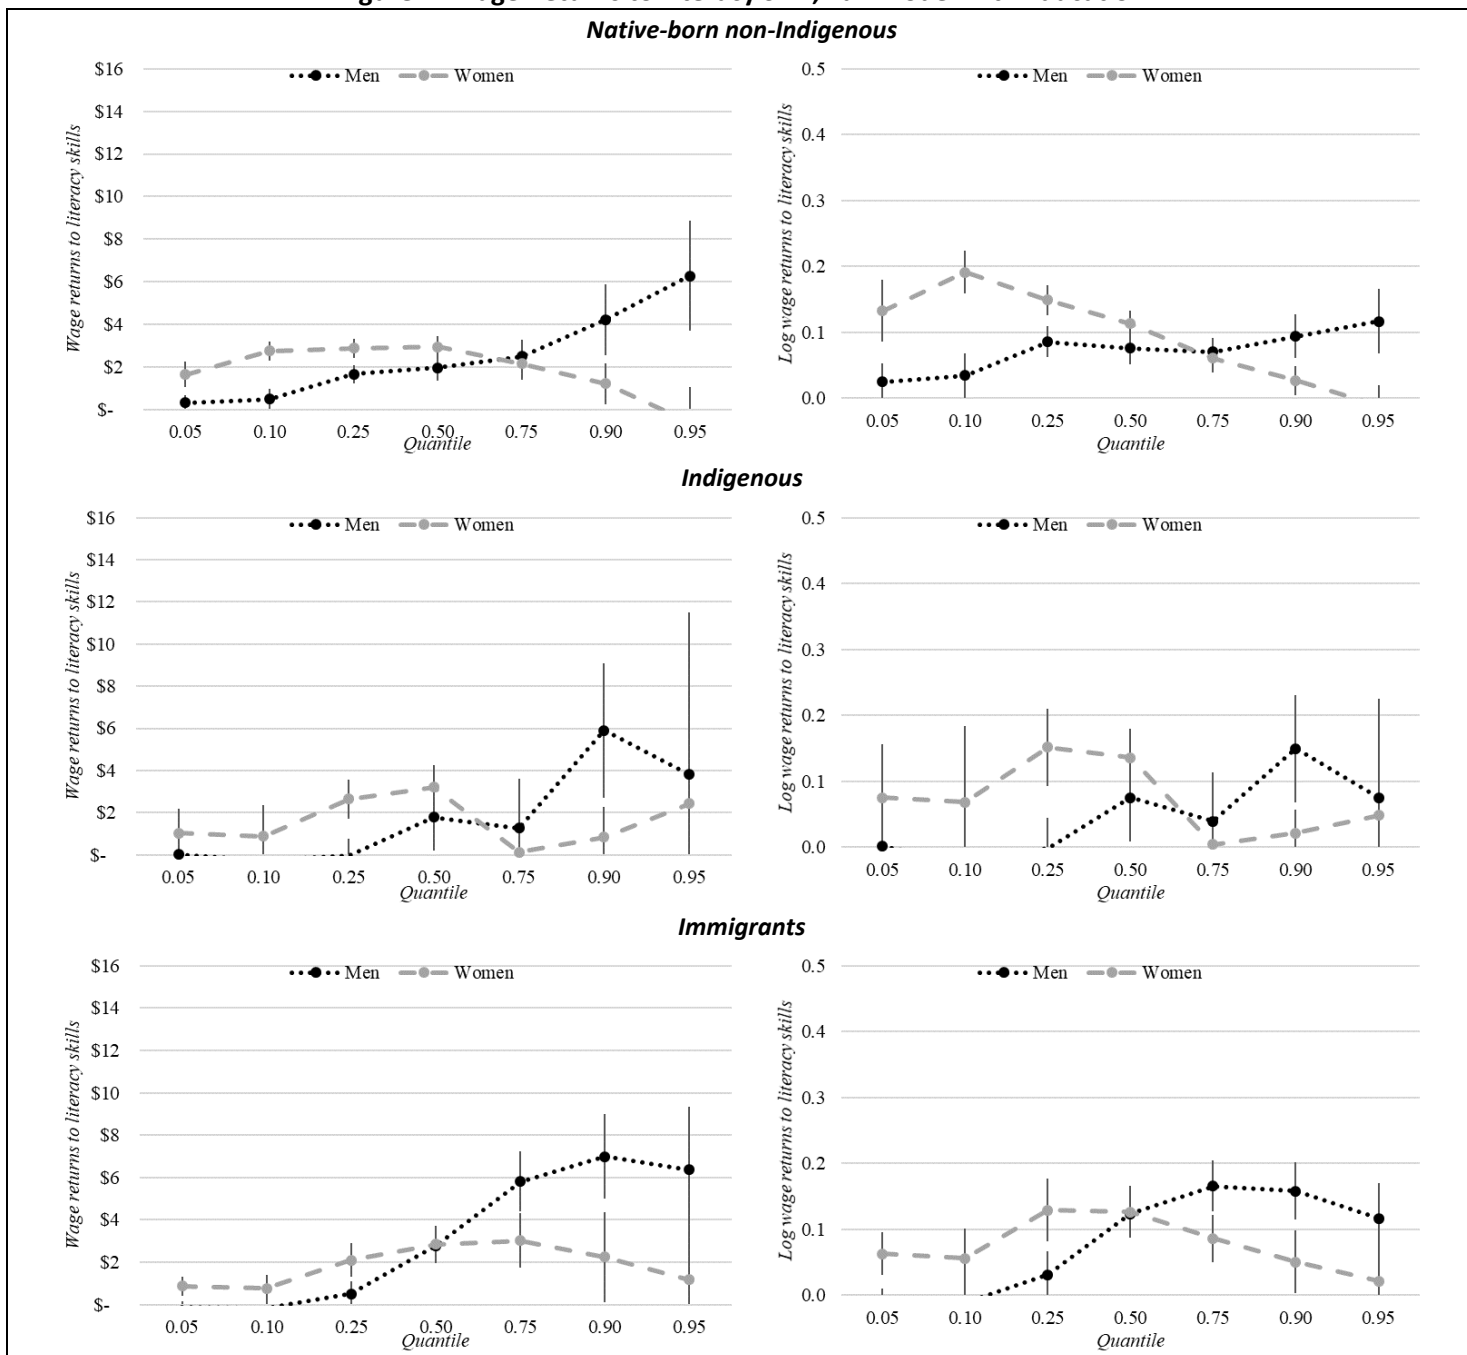 Native-born non-Indigenous
Men Women
$16
$14
$12
$10
$8
$6
$4
$2
$-
Wage returns to literacy skills
0.05 0.10 0.25 0.50 0.75 0.90 0.95
Quantile
Men Women
0.5
0.4
0.3
0.2
0.1
0.0
Log wage returns to literacy skills
0.05 0.10 0.25 0.50 0.75 0.90 0.95
Quantile
Indigenous
Men Women
$16
$14
$12
$10
$8
$6
$4
$2
$-
Wage returns to literacy skills
0.05 0.10 0.25 0.50 0.75 0.90 0.95
Quantile
Men Women
0.5
0.4
0.3
0.2
0.1
0.0
Log wage returns to literacy skills
0.05 0.10 0.25 0.50 0.75 0.90 0.95
Quantile
Immigrants
Men Women
$16
$14
$12
$10
$8
$6
$4
$2
$-
Wage returns to literacy skills
0.05 0.10 0.25 0.50 0.75 0.90 0.95
Quantile
Men Women
0.5
0.4
0.3
0.2
0.1
0.0
Log wage returns to literacy skills
0.05 0.10 0.25 0.50 0.75 0.90 0.95
Quantile